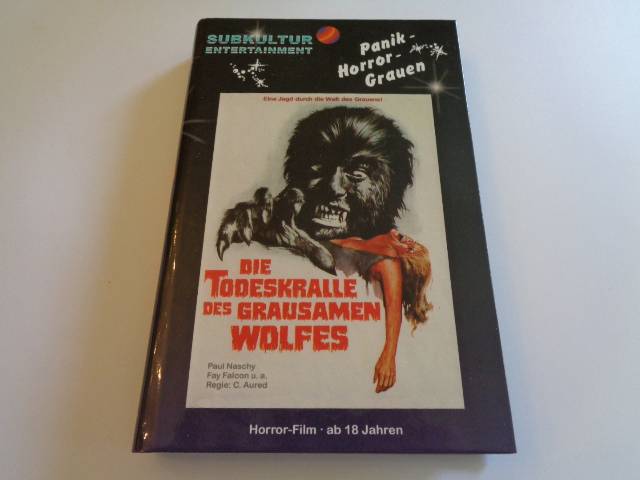 SUBKULTUR
ENTERTAINMENT
Panik-
Horror-
Grauen
Eine Jagd durch die Welt des Grauens!
DIE
TODESKRALLE
DES GRAUSAMEN
WOLFES
Paul Naschy
Fay Falcon u. a.
Regie: C. Aured
Horror-Film · ab 18 Jahren